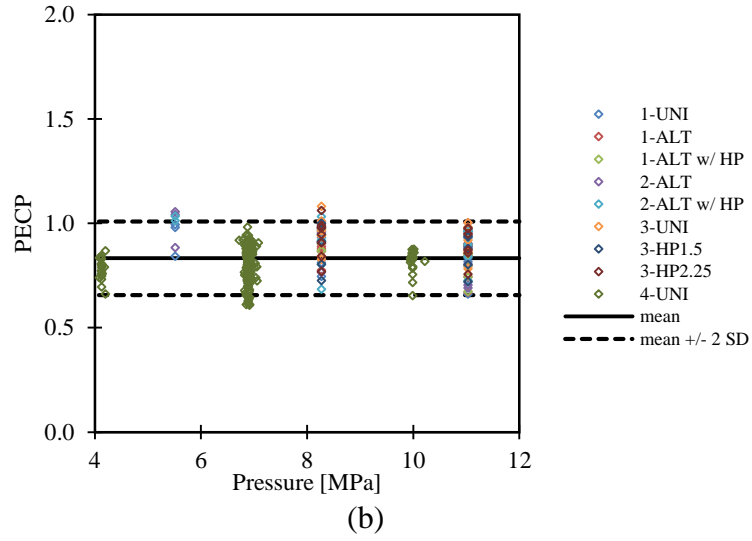 2.0
1.5
1.0
0.5
0.0
PECP
4
6
8
10
12
Pressure [MPa]
1-UNI
1-ALT
1-ALT w/ HP
2-ALT
2-ALT w/ HP
3-UNI
3-HP1.5
3-HP2.25
4-UNI
mean
mean +/- 2 SD
(b)